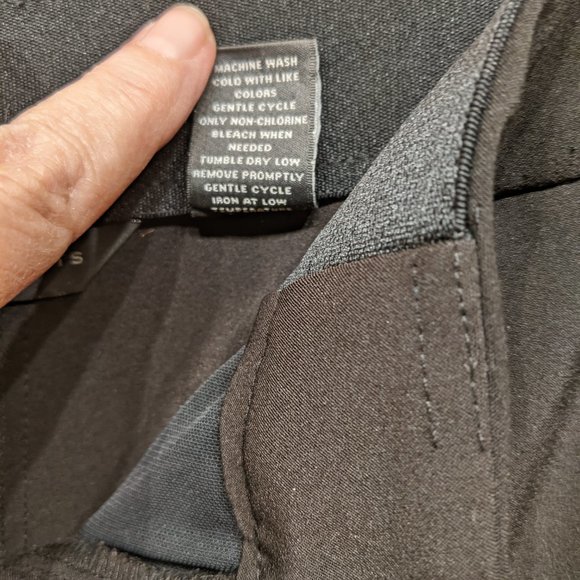 MACHINE WASH
COLD WITH LIKE
COLORS
GENTLE CYCLE
ONLY NON-CHLORINE
BLEACH WHEN
NEEDED
TUMBLE DRY LOW
REMOVE PROMPTLY
GENTLE CYCLE
IRON AT LOW
TEMPERATURE